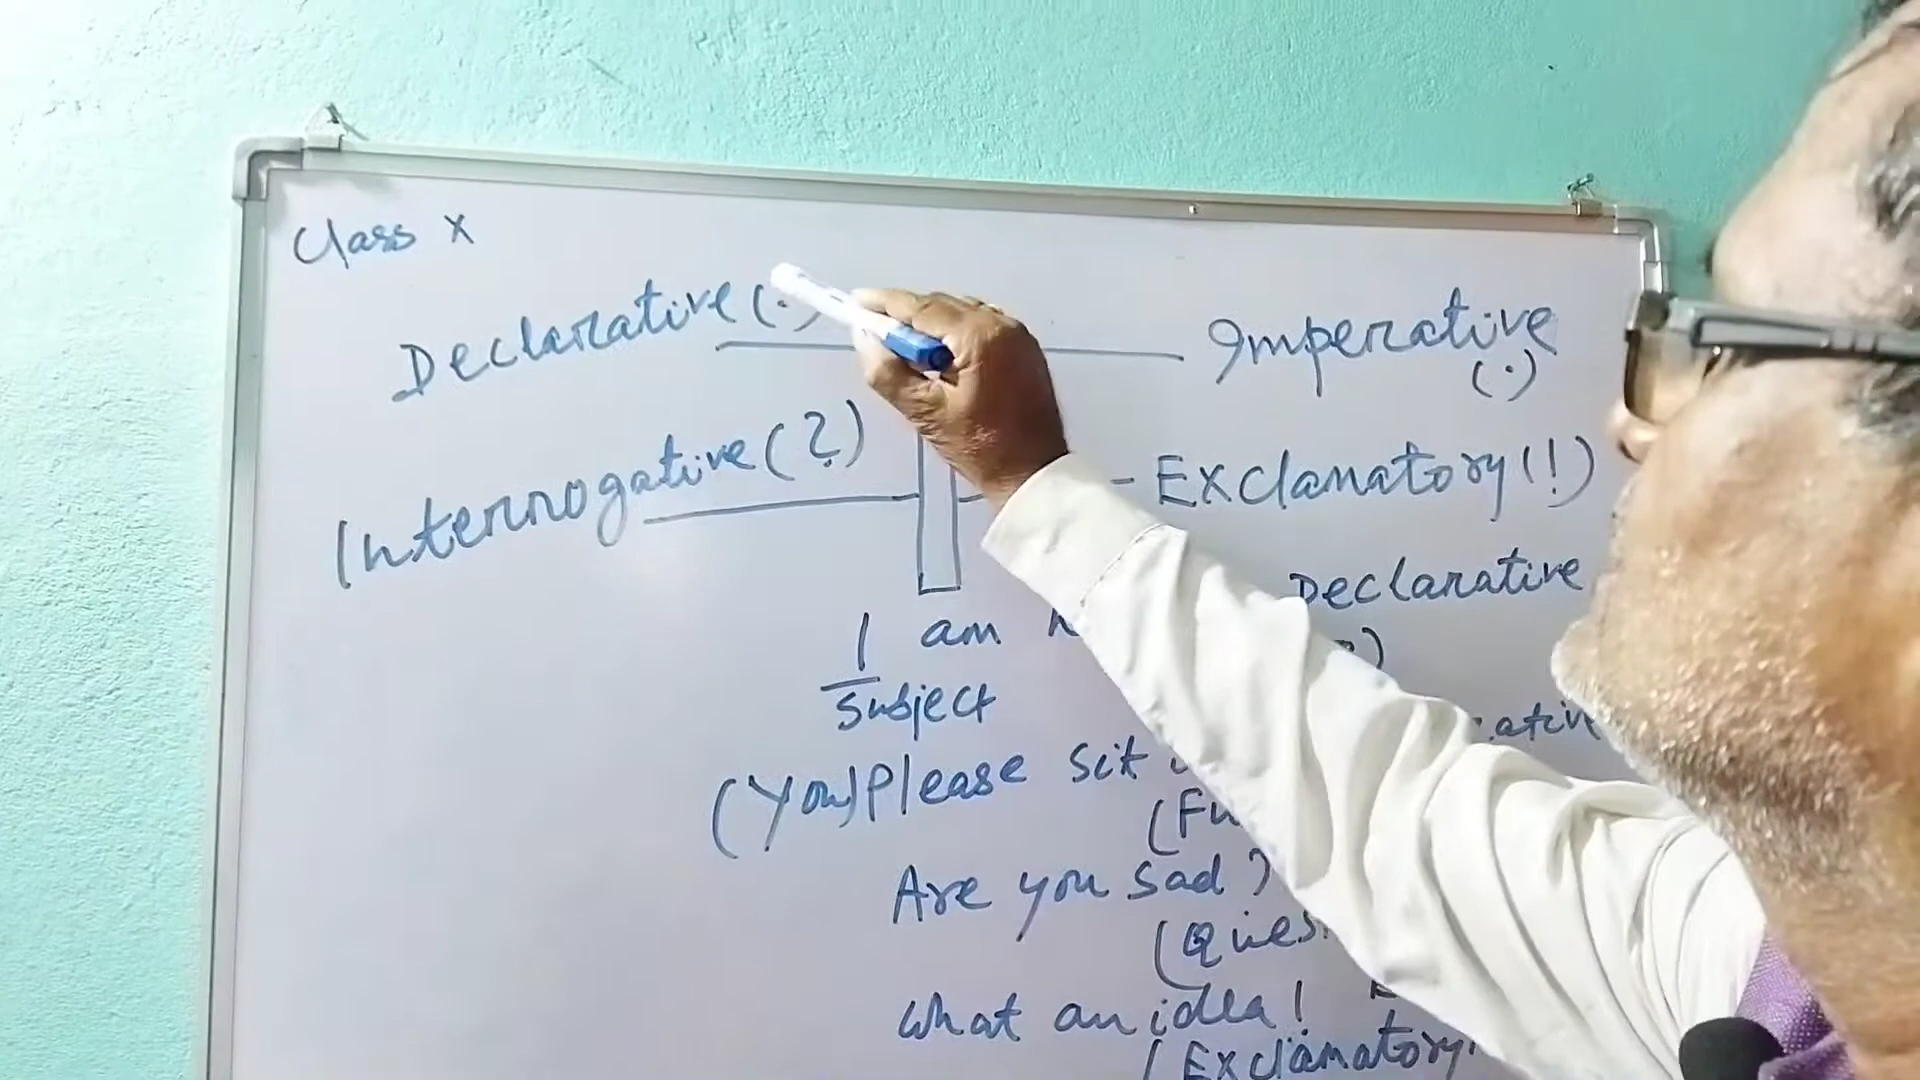 Class X
Declarative (.)
Imperative
(.)
Interrogative (?)
Exclamatory (!)
Declarative
I am
Subject
(You) Please sit
Are you sad?
What an idea!
(Exclamatory